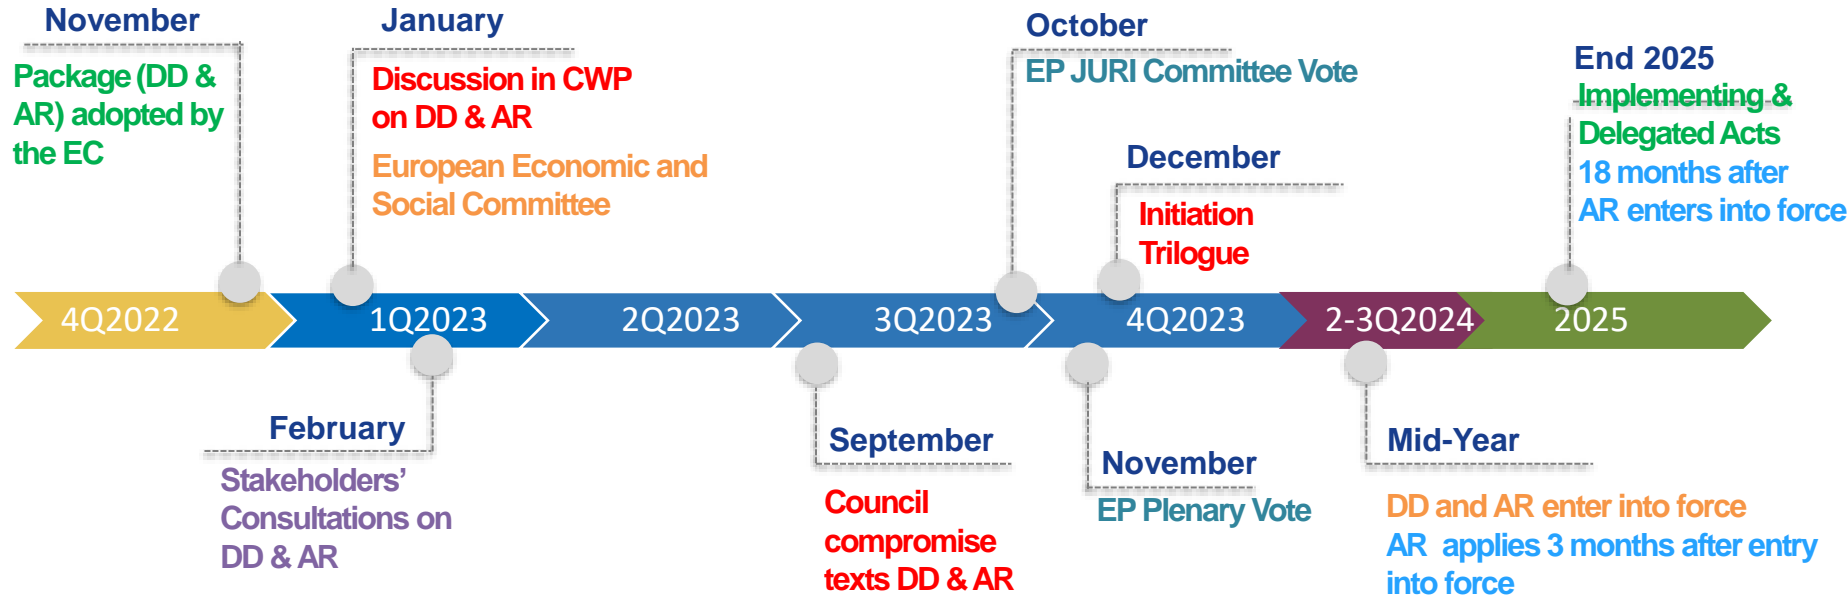 November
Package (DD &
AR) adopted by
the EC
January
Discussion in CWP
on DD & AR
European Economic and
Social Committee
October
EP JURI Committee Vote
December
Initiation
Trilogue
End 2025
Implementing &
Delegated Acts
18 months after
AR enters into force
4Q2022
1Q2023
2Q2023
3Q2023
4Q2023
2-3Q2024
2025
February
Stakeholders’
Consultations on
DD & AR
September
Council
compromise
texts DD & AR
November
EP Plenary Vote
Mid-Year
DD and AR enter into force
AR applies 3 months after entry
into force